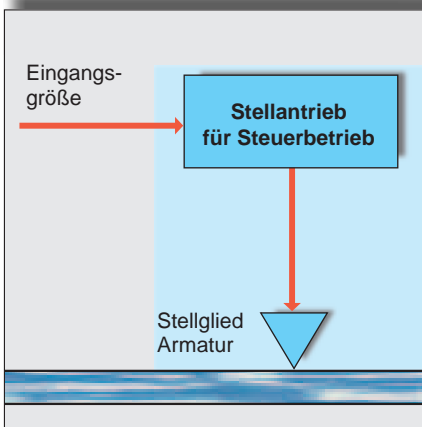 Eingangs-
größe
Stellantrieb
für Steuerbetrieb
Stellglied
Armatur